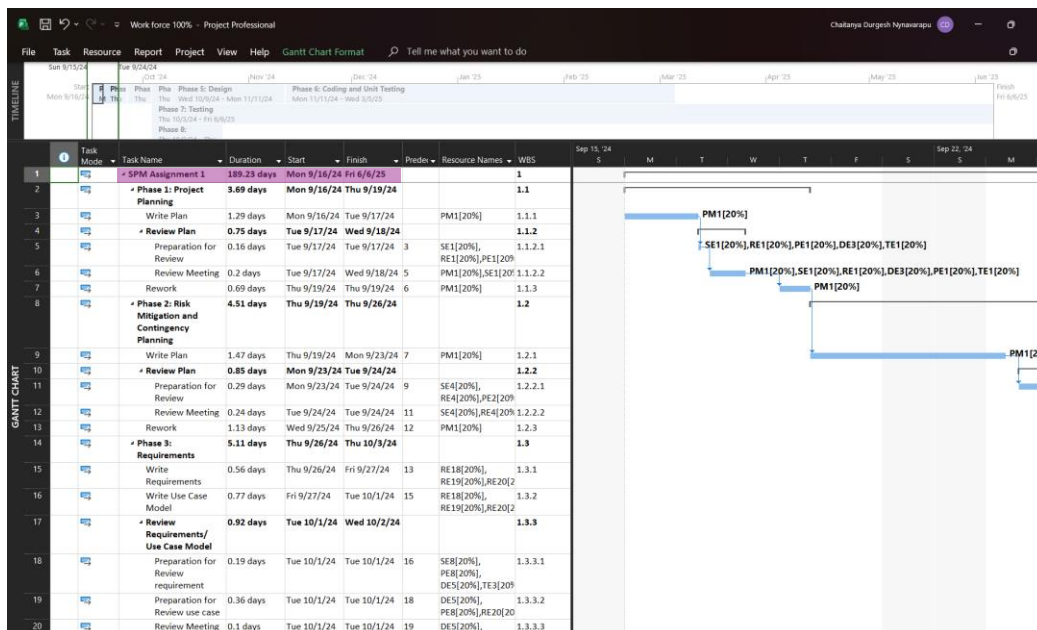 Work force 100% - Project Professional
Chaitanya Durgesh Nynavarapu CD
File Task Resource Report Project View Help Gantt Chart Format Tell me what you want to do
TIMELINE
Sun 9/15/24 Tue 9/24/24
Oct '24 Nov '24 Dec '24 Jan '25 Feb '25 Mar '25 Apr '25 May '25 Jun '25
Start
Mon 9/16/24
Phase 5: Design
Wed 10/9/24 - Mon 11/11/24
Phase 6: Coding and Unit Testing
Mon 11/11/24 - Wed 3/5/25
Phase 7: Testing
Thu 10/3/24 - Fri 6/6/25
Phase 8:
Finish
Fri 6/6/25
GANTT CHART
Task Mode Task Name Duration Start Finish Predec Resource Names WBS
Sep 15, '24 Sep 22, '24
S M T W T F S S M
1 SPM Assignment 1 189.23 days Mon 9/16/24 Fri 6/6/25 1
2 Phase 1: Project 3.69 days Mon 9/16/24 Thu 9/19/24 1.1
Planning
3 Write Plan 1.29 days Mon 9/16/24 Tue 9/17/24 PM1[20%] 1.1.1
PM1[20%]
4 Review Plan 0.75 days Tue 9/17/24 Wed 9/18/24 1.1.2
5 Preparation for 0.16 days Tue 9/17/24 Tue 9/17/24 3 SE1[20%], 1.1.2.1
Review RE1[20%],PE1[20%
SE1[20%],RE1[20%],PE1[20%],DE3[20%],TE1[20%]
6 Review Meeting 0.2 days Tue 9/17/24 Wed 9/18/24 5 PM1[20%],SE1[20% 1.1.2.2
PM1[20%],SE1[20%],RE1[20%],DE3[20%],PE1[20%],TE1[20%]
7 Rework 0.69 days Thu 9/19/24 Thu 9/19/24 6 PM1[20%] 1.1.3
PM1[20%]
8 Phase 2: Risk 4.51 days Thu 9/19/24 Thu 9/26/24 1.2
Mitigation and
Contingency
Planning
9 Write Plan 1.47 days Thu 9/19/24 Mon 9/23/24 7 PM1[20%] 1.2.1
PM1[2
10 Review Plan 0.85 days Mon 9/23/24 Tue 9/24/24 1.2.2
11 Preparation for 0.29 days Mon 9/23/24 Tue 9/24/24 9 SE4[20%], 1.2.2.1
Review RE4[20%],PE2[20%
12 Review Meeting 0.24 days Tue 9/24/24 Tue 9/24/24 11 SE4[20%],RE4[20% 1.2.2.2
13 Rework 1.13 days Wed 9/25/24 Thu 9/26/24 12 PM1[20%] 1.2.3
14 Phase 3: 5.11 days Thu 9/26/24 Thu 10/3/24 1.3
Requirements
15 Write 0.56 days Thu 9/26/24 Fri 9/27/24 13 RE18[20%], 1.3.1
Requirements RE19[20%],RE20[2
16 Write Use Case 0.77 days Fri 9/27/24 Tue 10/1/24 15 RE18[20%], 1.3.2
Model RE19[20%],RE20[2
17 Review 0.92 days Tue 10/1/24 Wed 10/2/24 1.3.3
Requirements/
Use Case Model
18 Preparation for 0.19 days Tue 10/1/24 Tue 10/1/24 16 SE8[20%], 1.3.3.1
Review PE8[20%],
requirement DE5[20%],TE3[20%
19 Preparation for 0.36 days Tue 10/1/24 Tue 10/1/24 18 DE5[20%], 1.3.3.2
Review use case PE8[20%],RE20[20
20 Review Meeting 0.1 days Tue 10/1/24 Tue 10/1/24 19 DE5[20%], 1.3.3.3